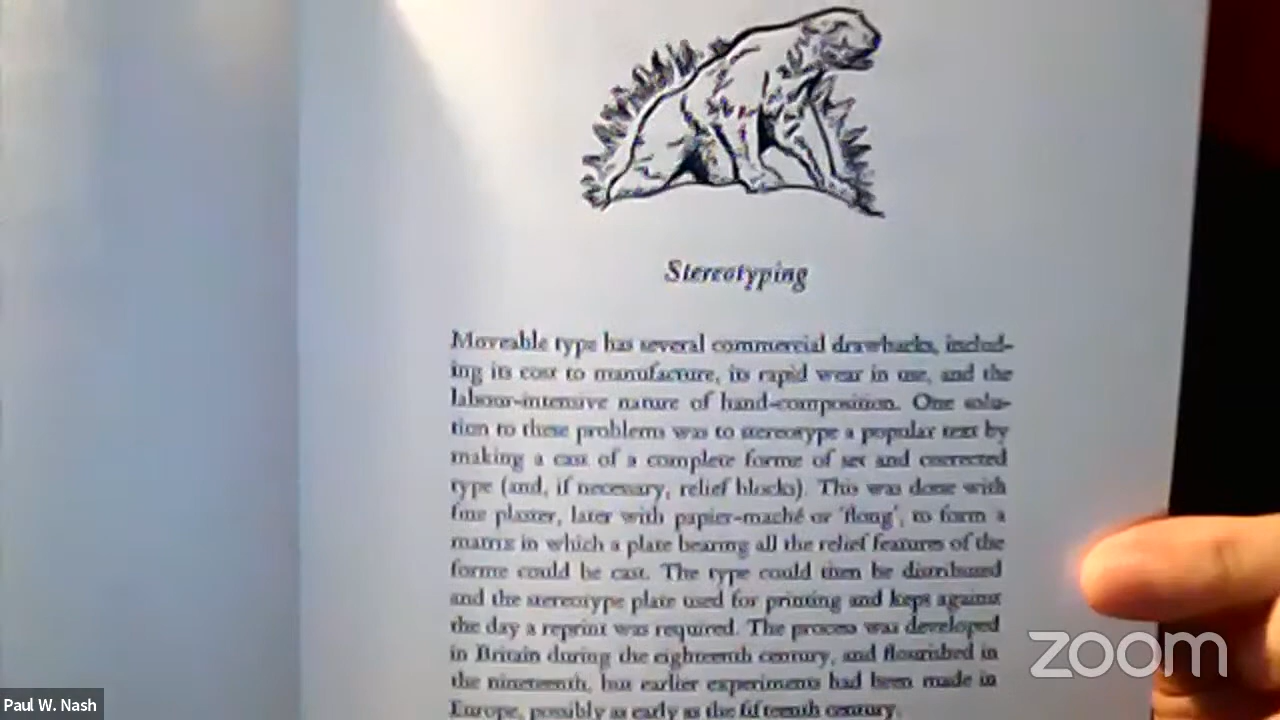 Stereotyping
Moveable type has several commercial drawbacks, includ-
ing its cost to manufacture, its rapid wear in use, and the
labour-intensive nature of hand-composition. One solu-
tion to these problems was to stereotype a popular text by
making a cast of a complete forme of set and corrected
type (and, if necessary, relief blocks). This was done with
fine plaster, later with papier-maché or 'flong', to form a
matrix in which a plate bearing all the relief features of the
forme could be cast. The type could then be distributed
and the stereotype plate used for printing and kept against
the day a reprint was required. The process was developed
in Britain during the eighteenth century, and flourished in
the nineteenth, but earlier experiments had been made in
Europe, possibly as early as the fifteenth century.
zoom
Paul W. Nash